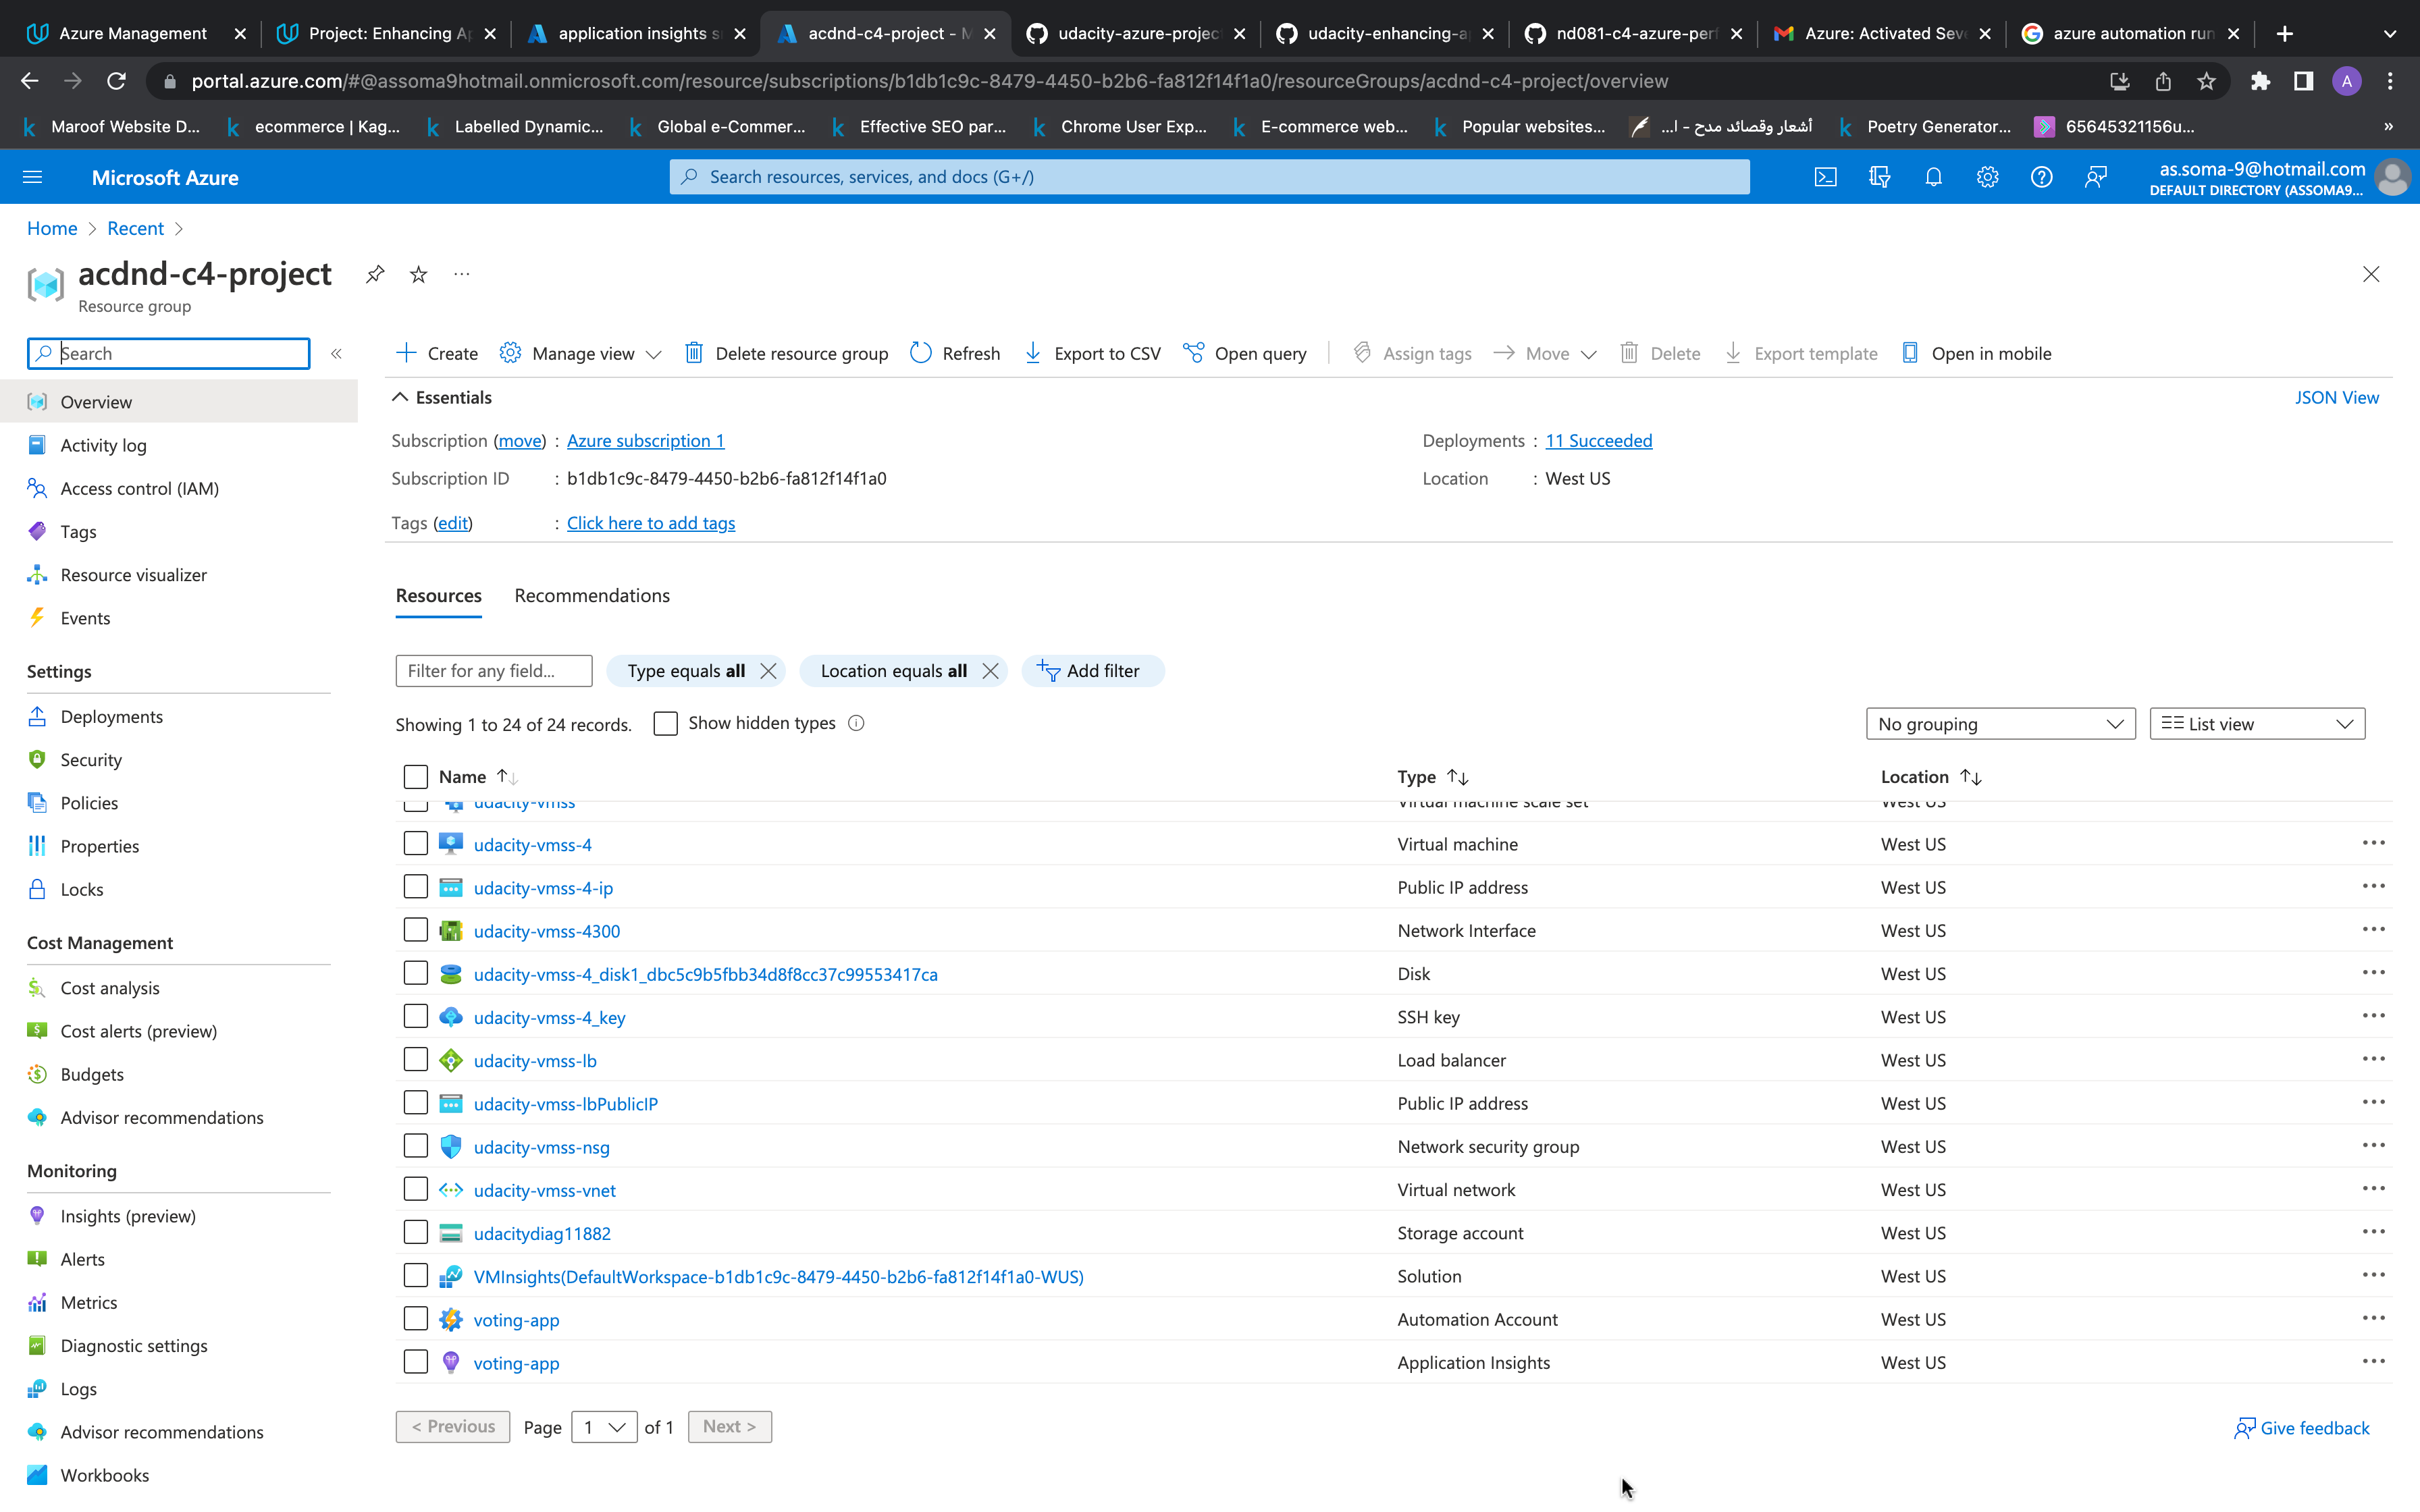 Azure Management
Project: Enhancing Ap
application insights s
acdnd-c4-project - M
udacity-azure-project
udacity-enhancing-a
nd081-c4-azure-perf
Azure: Activated Seve
azure automation run
portal.azure.com/#@assoma9hotmail.onmicrosoft.com/resource/subscriptions/b1db1c9c-8479-4450-b2b6-fa812f14f1a0/resourceGroups/acdnd-c4-project/overview
A
Maroof Website D...
ecommerce | Kag...
Labelled Dynamic...
Global e-Commer...
Effective SEO par...
Chrome User Exp...
E-commerce web...
Popular websites...
أشعار وقصائد مدح - ا...
Poetry Generator...
65645321156u...
»
Microsoft Azure
Search resources, services, and docs (G+/)
as.soma-9@hotmail.com
DEFAULT DIRECTORY (ASSOMA9...
Home > Recent >
acdnd-c4-project
Resource group
Search
«
Create
Manage view
Delete resource group
Refresh
Export to CSV
Open query
Assign tags
Move
Delete
Export template
Open in mobile
Overview
Activity log
Access control (IAM)
Tags
Resource visualizer
Events
Settings
Deployments
Security
Policies
Properties
Locks
Cost Management
Cost analysis
Cost alerts (preview)
Budgets
Advisor recommendations
Monitoring
Insights (preview)
Alerts
Metrics
Diagnostic settings
Logs
Advisor recommendations
Workbooks
Essentials
JSON View
Subscription (move) : Azure subscription 1
Deployments : 11 Succeeded
Subscription ID : b1db1c9c-8479-4450-b2b6-fa812f14f1a0
Location : West US
Tags (edit) : Click here to add tags
Resources Recommendations
Filter for any field...
Type equals all
Location equals all
Add filter
Showing 1 to 24 of 24 records.
Show hidden types
No grouping
List view
Name Type Location
udacity-vmss Virtual machine scale set West US
udacity-vmss-4 Virtual machine West US
udacity-vmss-4-ip Public IP address West US
udacity-vmss-4300 Network Interface West US
udacity-vmss-4_disk1_dbc5c9b5fbb34d8f8cc37c99553417ca Disk West US
udacity-vmss-4_key SSH key West US
udacity-vmss-lb Load balancer West US
udacity-vmss-lbPublicIP Public IP address West US
udacity-vmss-nsg Network security group West US
udacity-vmss-vnet Virtual network West US
udacitydiag11882 Storage account West US
VMInsights(DefaultWorkspace-b1db1c9c-8479-4450-b2b6-fa812f14f1a0-WUS) Solution West US
voting-app Automation Account West US
voting-app Application Insights West US
< Previous Page 1 of 1 Next >
Give feedback